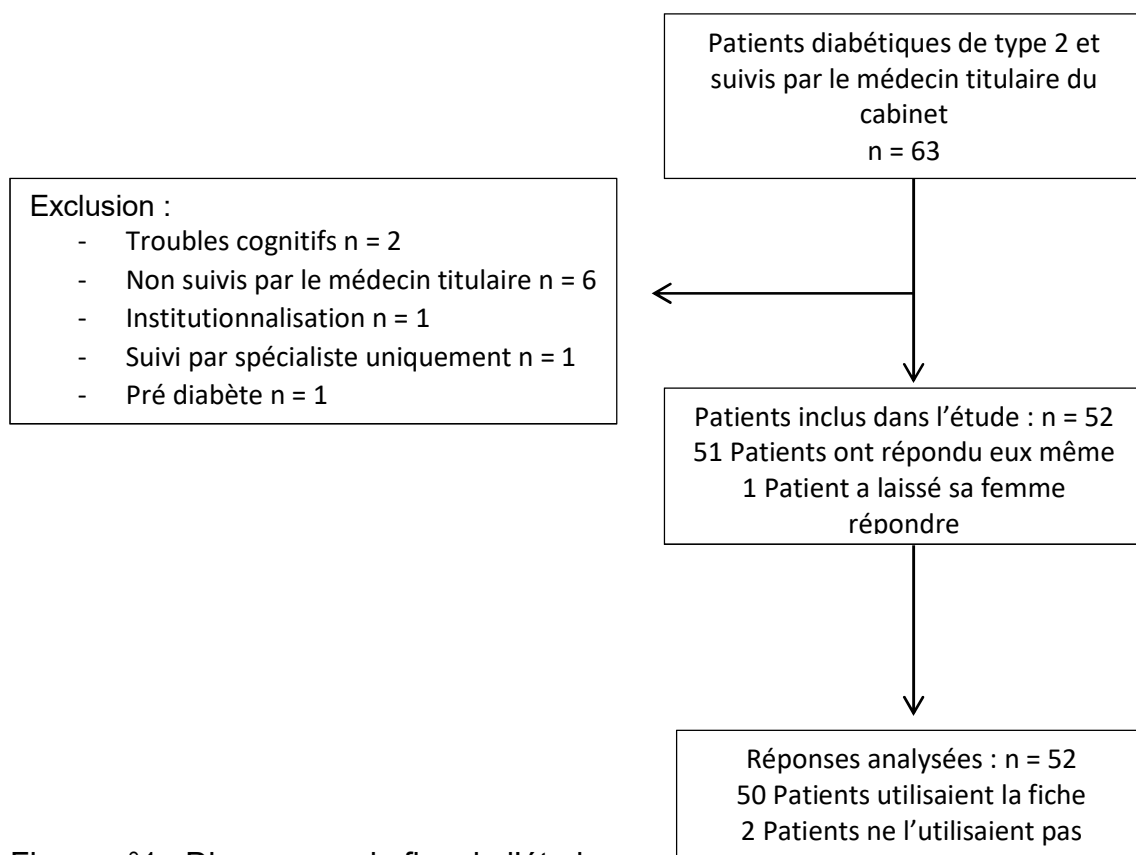 Patients diabétiques de type 2 et
suivis par le médecin titulaire du
cabinet
n = 63
Exclusion :
- Troubles cognitifs n = 2
- Non suivis par le médecin titulaire n = 6
- Institutionnalisation n = 1
- Suivi par spécialiste uniquement n = 1
- Pré diabète n = 1
Patients inclus dans l’étude : n = 52
51 Patients ont répondu eux même
1 Patient a laissé sa femme
répondre
Réponses analysées : n = 52
50 Patients utilisaient la fiche
2 Patients ne l’utilisaient pas